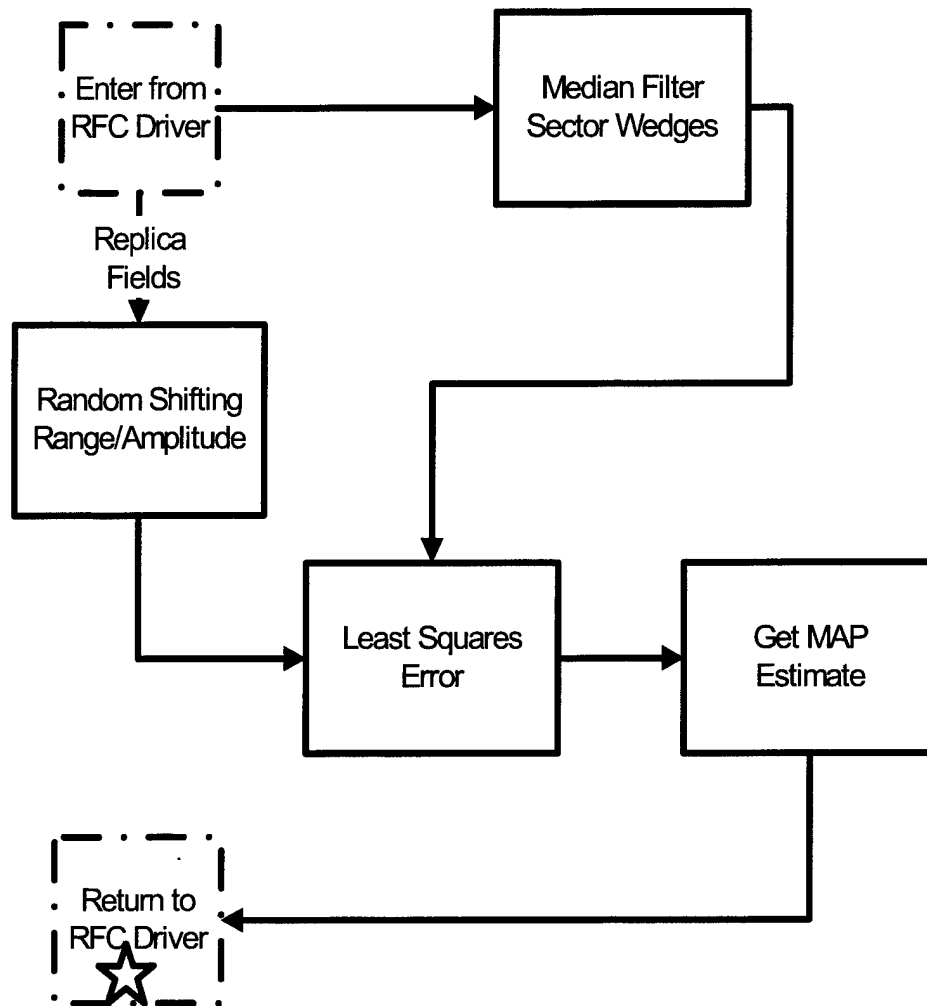 Enter from
RFC Driver
Median Filter
Sector Wedges
Replica
Fields
Random Shifting
Range/Amplitude
Least Squares
Error
Get MAP
Estimate
Return to
RFC Driver